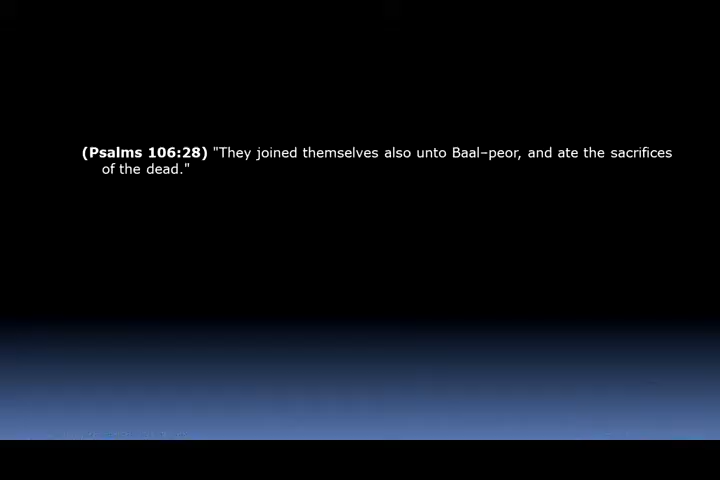 (Psalms 106:28) "They joined themselves also unto Baal–peor, and ate the sacrifices
of the dead."